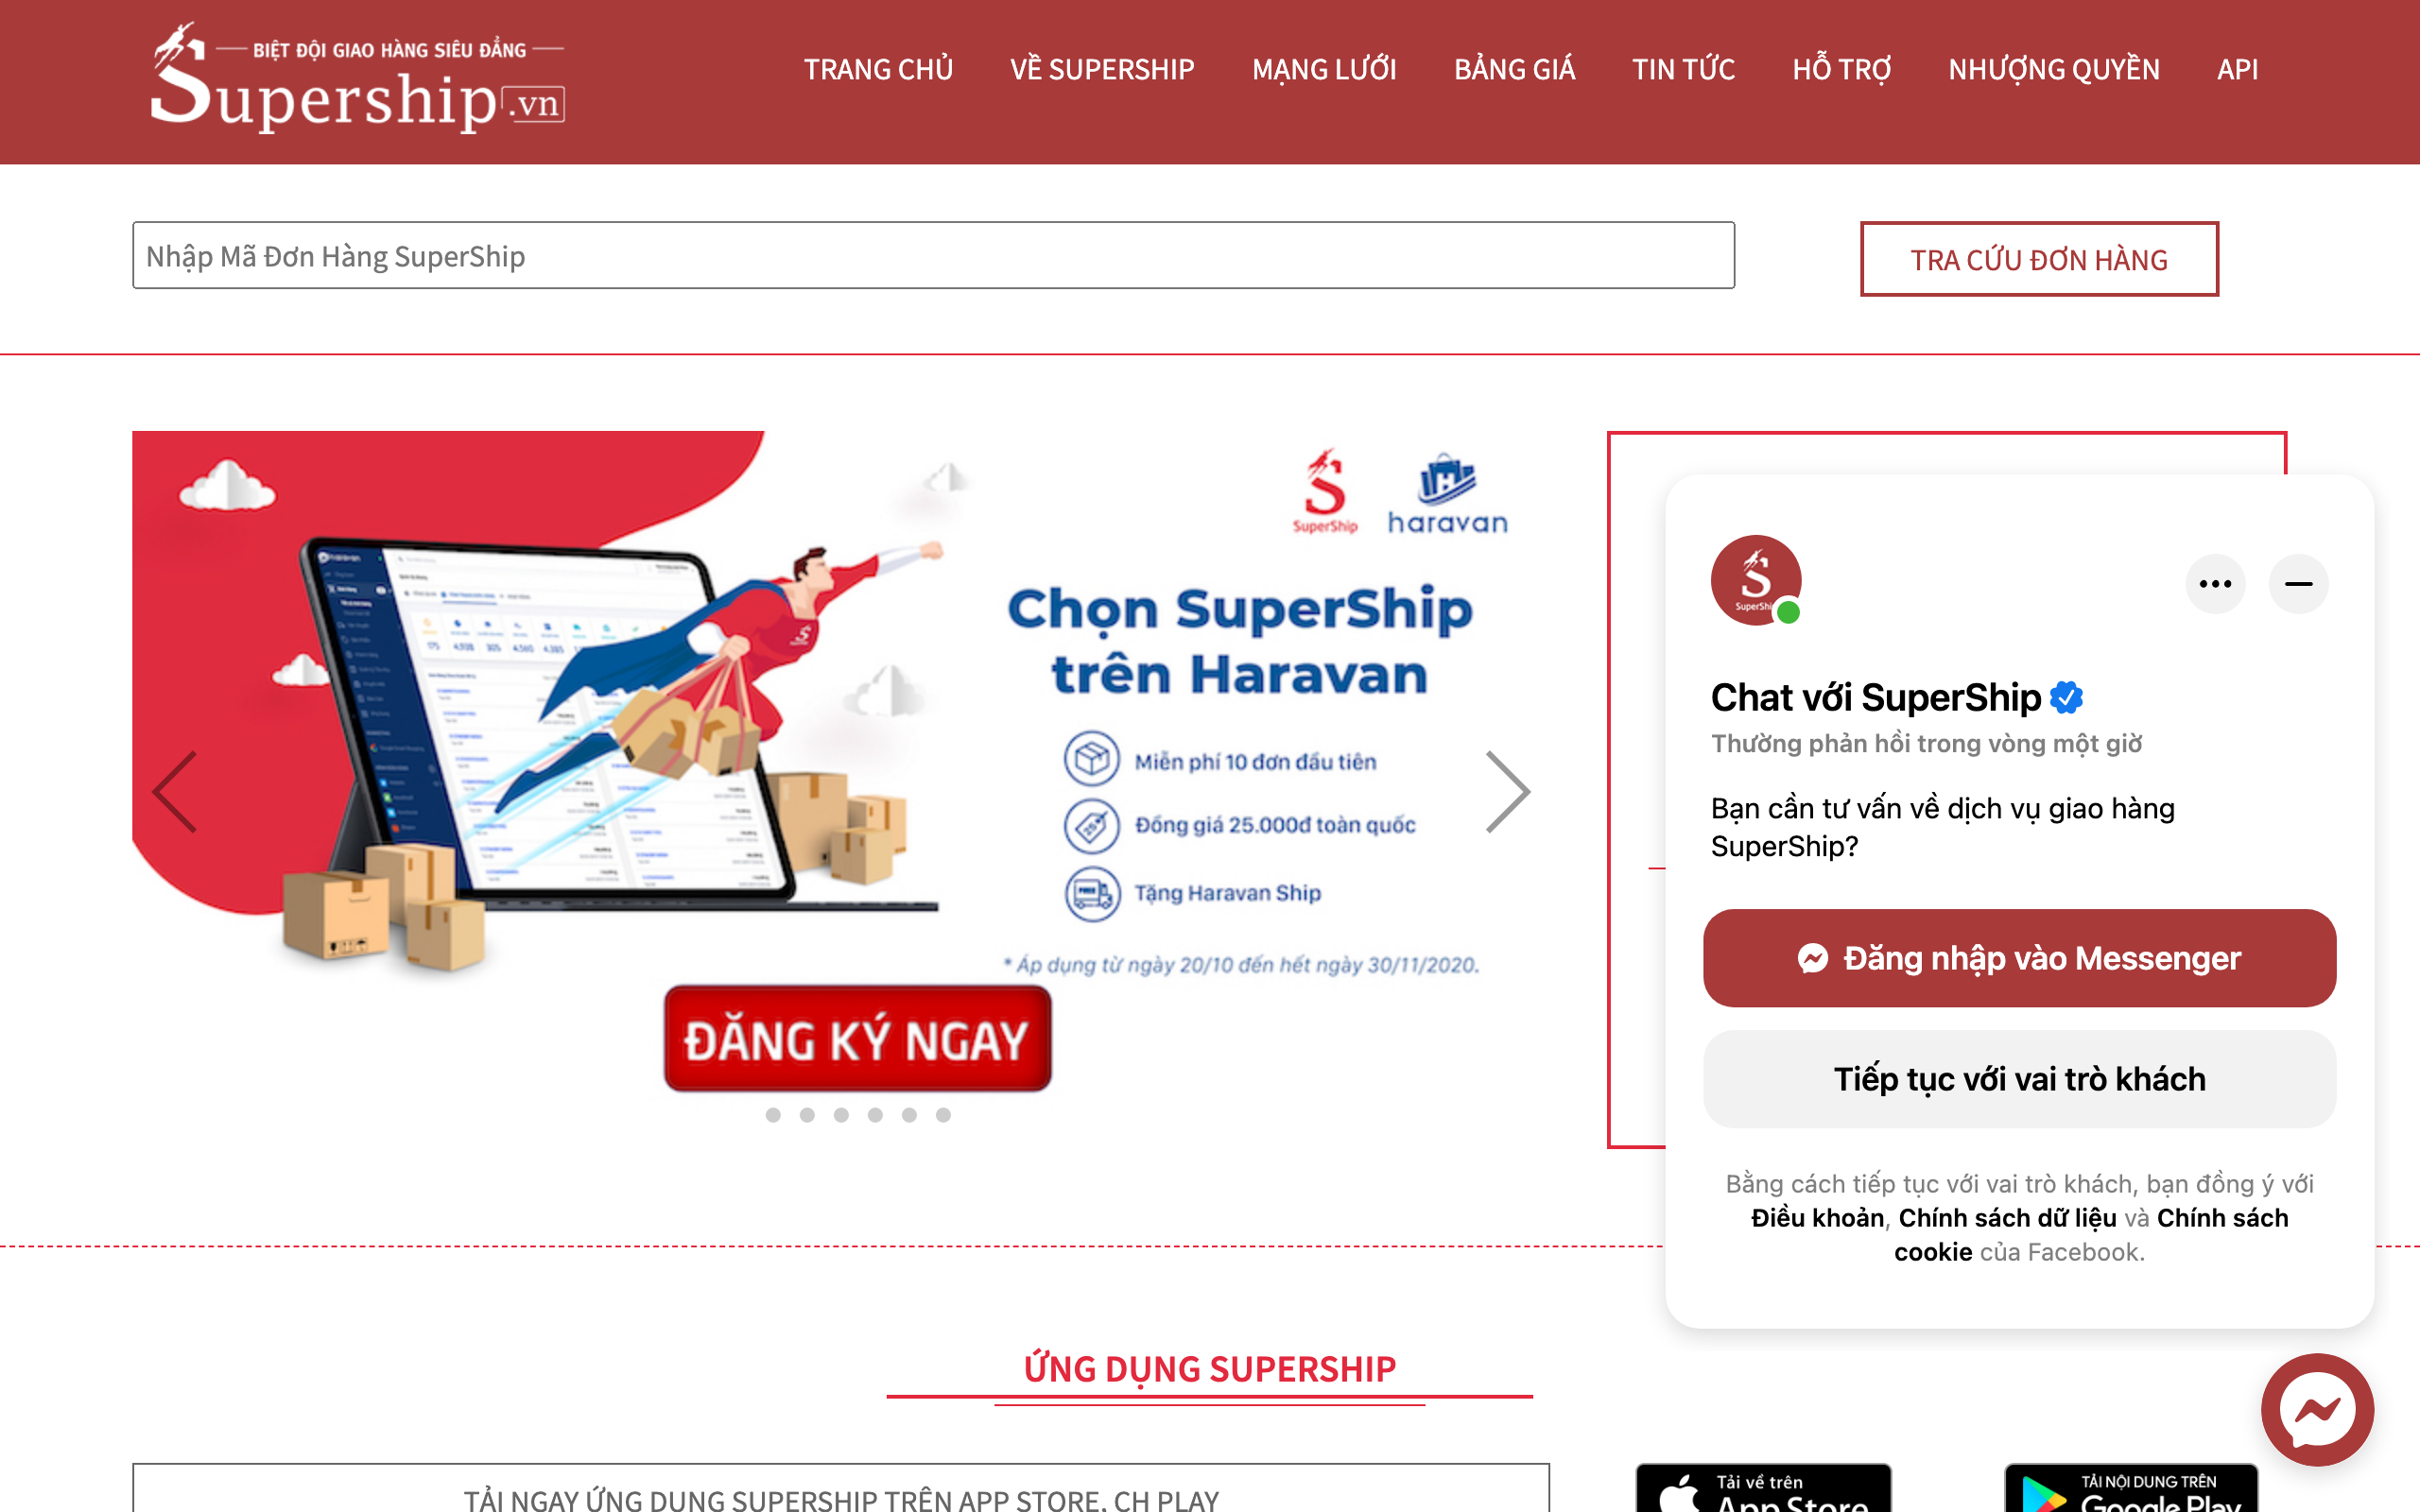 BIỆT ĐỘI GIAO HÀNG SIÊU ĐẲNG
Supership.vn
TRANG CHỦ
VỀ SUPERSHIP
MẠNG LƯỚI
BẢNG GIÁ
TIN TỨC
HỖ TRỢ
NHƯỢNG QUYỀN
API
Nhập Mã Đơn Hàng SuperShip
TRA CỨU ĐƠN HÀNG
SuperShip
haravan
Chọn SuperShip
trên Haravan
Miễn phí 10 đơn đầu tiên
Đồng giá 25.000đ toàn quốc
Tặng Haravan Ship
* Áp dụng từ ngày 20/10 đến hết ngày 30/11/2020.
ĐĂNG KÝ NGAY
Chat với SuperShip
Thường phản hồi trong vòng một giờ
Bạn cần tư vấn về dịch vụ giao hàng
SuperShip?
Đăng nhập vào Messenger
Tiếp tục với vai trò khách
Bằng cách tiếp tục với vai trò khách, bạn đồng ý với
Điều khoản, Chính sách dữ liệu và Chính sách
cookie của Facebook.
ỨNG DỤNG SUPERSHIP
TẢI NGAY ỨNG DỤNG SUPERSHIP TRÊN APP STORE, CH PLAY
Tải về trên
App Store
TẢI NỘI DUNG TRÊN
Google Play